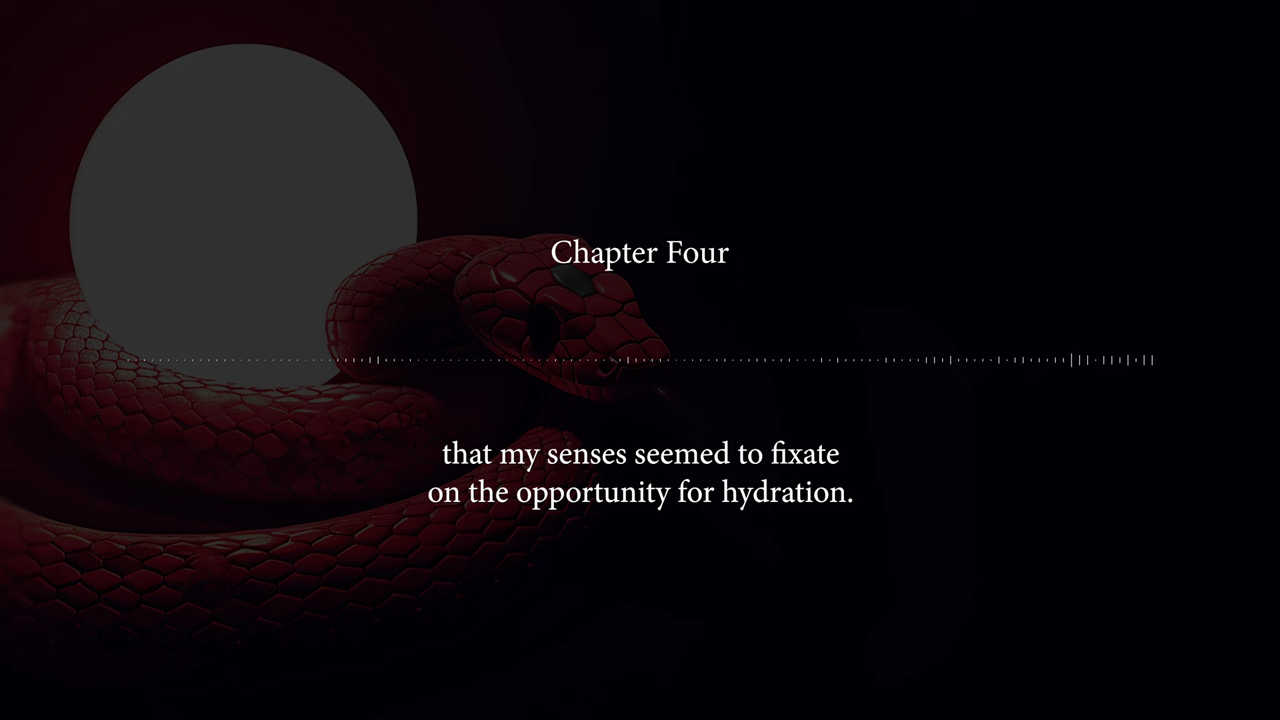 Chapter Four
that my senses seemed to fixate
on the opportunity for hydration.